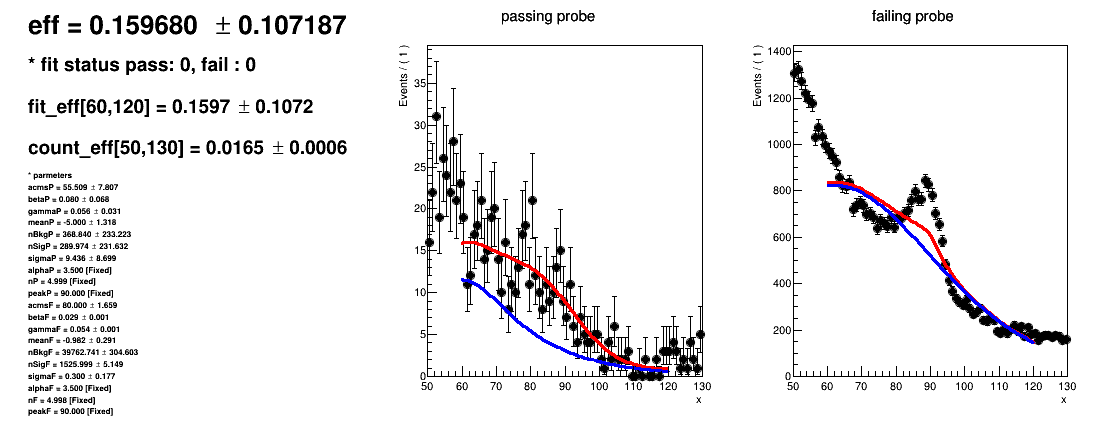 eff = 0.159680 ± 0.107187
* fit status pass: 0, fail : 0
fit_eff[60,120] = 0.1597 ± 0.1072
count_eff[50,130] = 0.0165 ± 0.0006
* parmeters
acmsP = 55.509 ± 7.807
betaP = 0.080 ± 0.068
gammaP = 0.056 ± 0.031
meanP = -5.000 ± 1.318
nBkgP = 368.840 ± 233.223
nSigP = 289.974 ± 231.632
sigmaP = 9.436 ± 8.699
alphaP = 3.500 [Fixed]
nP = 4.999 [Fixed]
peakP = 90.000 [Fixed]
acmsF = 80.000 ± 1.659
betaF = 0.029 ± 0.001
gammaF = 0.054 ± 0.001
meanF = -0.982 ± 0.291
nBkgF = 39762.741 ± 304.603
nSigF = 1525.999 ± 5.149
sigmaF = 0.300 ± 0.177
alphaF = 3.500 [Fixed]
nF = 4.998 [Fixed]
peakF = 90.000 [Fixed]
passing probe
Events / ( 1 )
35
30
25
20
15
10
5
0
50 60 70 80 90 100 110 120 130
x
failing probe
Events / ( 1 )
1400
1200
1000
800
600
400
200
0
50 60 70 80 90 100 110 120 130
x